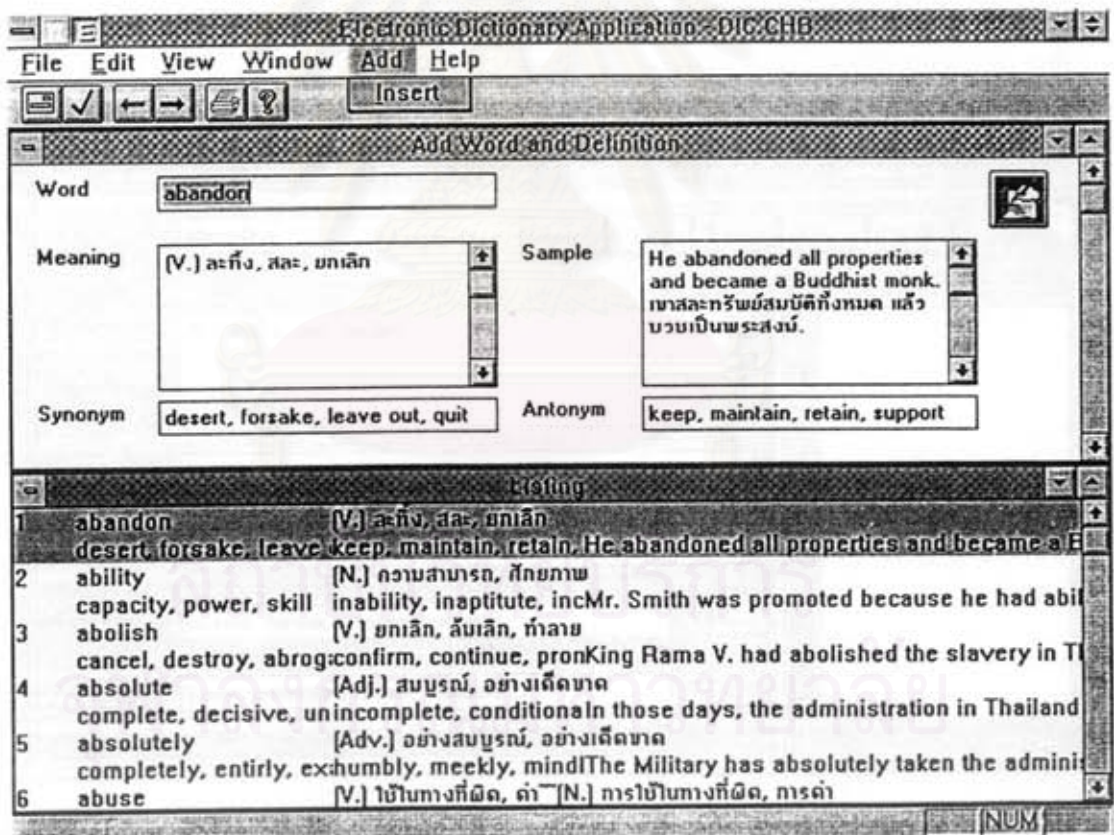 Electronic Dictionary Application - DIC.CHB
File Edit View Window Add Help
Insert
Add Word and Definition
Word abandon
Meaning (V.) ละทิ้ง, สละ, ยกเลิก
Sample He abandoned all properties
and became a Buddhist monk.
เขาสละทรัพย์สมบัติทั้งหมด แล้ว
บวชเป็นพระสงฆ์.
Synonym desert, forsake, leave out, quit
Antonym keep, maintain, retain, support
Listing
1 abandon (V.) ละทิ้ง, สละ, ยกเลิก
desert, forsake, leave keep, maintain, retain, He abandoned all properties and became a B
2 ability (N.) ความสามารถ, ศักยภาพ
capacity, power, skill inability, inaptitute, incMr. Smith was promoted because he had abil
3 abolish (V.) ยกเลิก, ล้มเลิก, ทำลาย
cancel, destroy, abrog confirm, continue, pronKing Rama V. had abolished the slavery in Tl
4 absolute (Adj.) สมบูรณ์, อย่างเด็ดขาด
complete, decisive, un incomplete, conditionaIn those days, the administration in Thailand
5 absolutely (Adv.) อย่างสมบูรณ์, อย่างเด็ดขาด
completely, entirly, ex humbly, meekly, mindlThe Military has absolutely taken the adminis
6 abuse (V.) ใช้ในทางที่ผิด, ด่า (N.) การใช้ในทางที่ผิด, การด่า
NUM